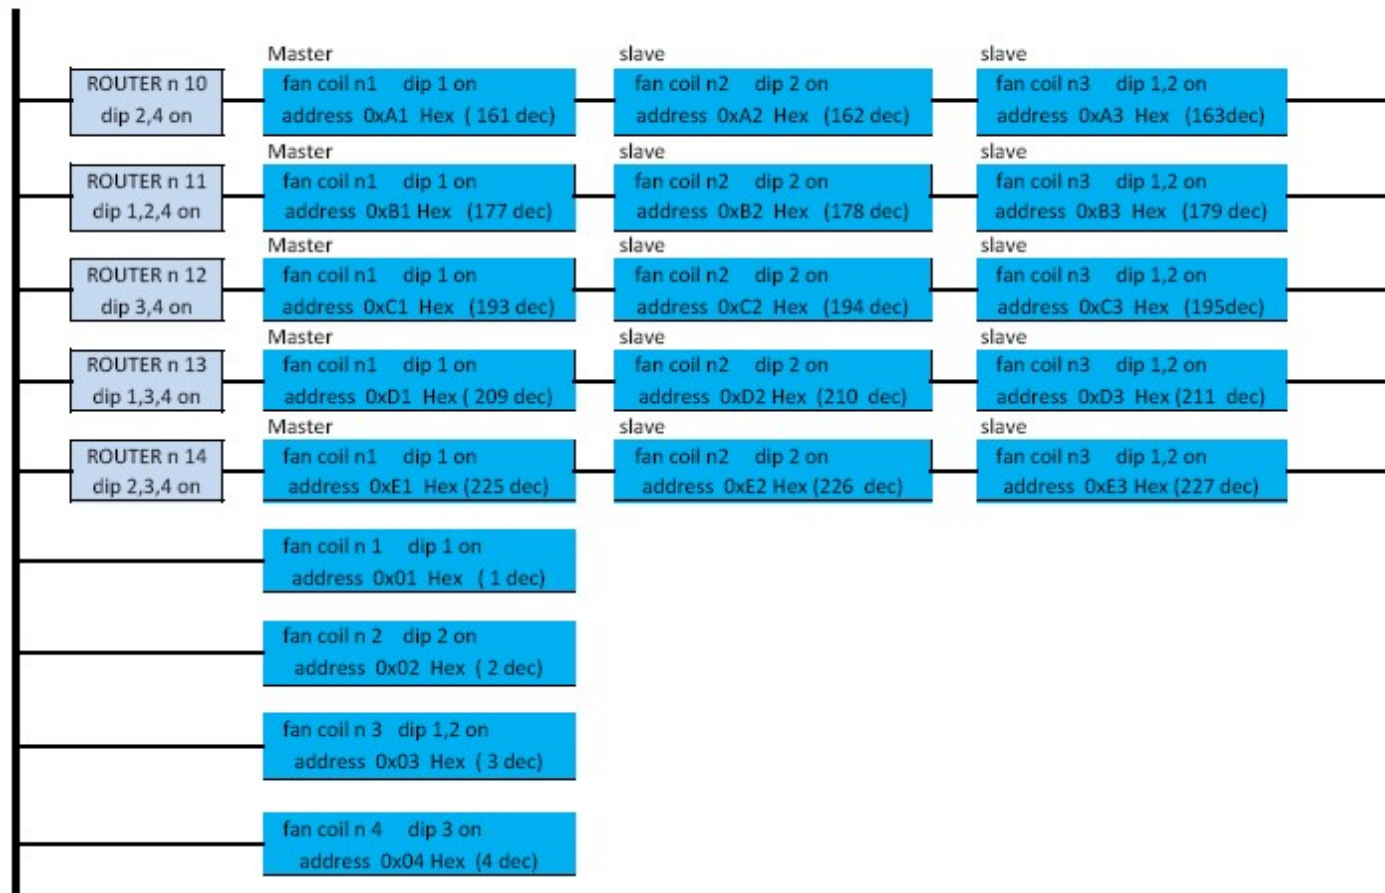 Master slave slave
ROUTER n 10 fan coil n1 dip 1 on fan coil n2 dip 2 on fan coil n3 dip 1,2 on
dip 2,4 on address 0xA1 Hex ( 161 dec) address 0xA2 Hex (162 dec) address 0xA3 Hex (163dec)
Master slave slave
ROUTER n 11 fan coil n1 dip 1 on fan coil n2 dip 2 on fan coil n3 dip 1,2 on
dip 1,2,4 on address 0xB1 Hex (177 dec) address 0xB2 Hex (178 dec) address 0xB3 Hex (179 dec)
Master slave slave
ROUTER n 12 fan coil n1 dip 1 on fan coil n2 dip 2 on fan coil n3 dip 1,2 on
dip 3,4 on address 0xC1 Hex (193 dec) address 0xC2 Hex (194 dec) address 0xC3 Hex (195dec)
Master slave slave
ROUTER n 13 fan coil n1 dip 1 on fan coil n2 dip 2 on fan coil n3 dip 1,2 on
dip 1,3,4 on address 0xD1 Hex ( 209 dec) address 0xD2 Hex (210 dec) address 0xD3 Hex (211 dec)
Master slave slave
ROUTER n 14 fan coil n1 dip 1 on fan coil n2 dip 2 on fan coil n3 dip 1,2 on
dip 2,3,4 on address 0xE1 Hex (225 dec) address 0xE2 Hex (226 dec) address 0xE3 Hex (227 dec)
fan coil n 1 dip 1 on
address 0x01 Hex ( 1 dec)
fan coil n 2 dip 2 on
address 0x02 Hex ( 2 dec)
fan coil n 3 dip 1,2 on
address 0x03 Hex ( 3 dec)
fan coil n 4 dip 3 on
address 0x04 Hex (4 dec)